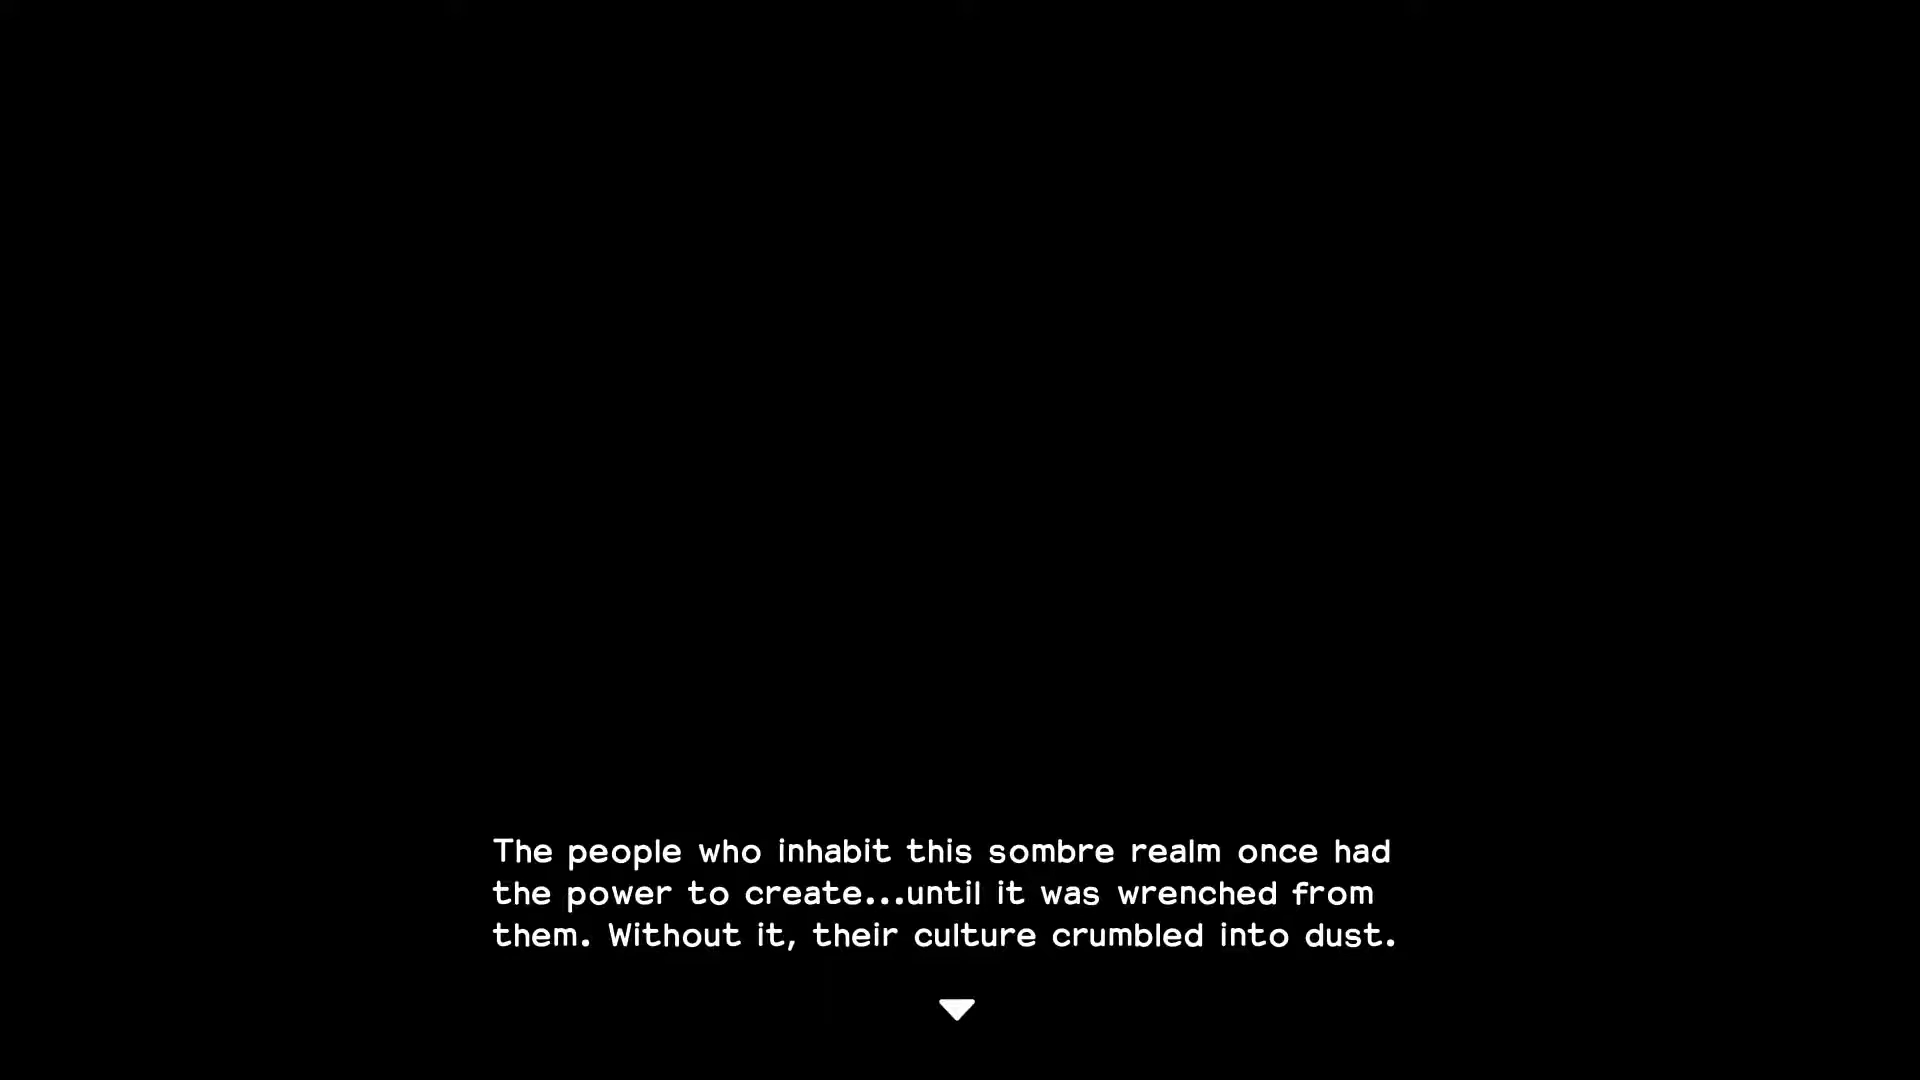 The people who inhabit this sombre realm once had
the power to create...until it was wrenched from
them. Without it, their culture crumbled into dust.